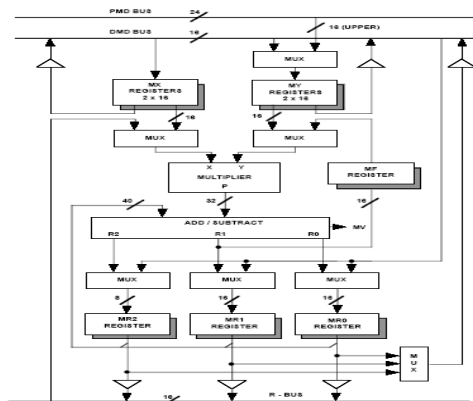 PMD BUS 24
DMD BUS 16 16 (UPPER)
MUX
MX REGISTERS 2 x 16
MY REGISTERS 2 x 16
16 16
MUX MUX
X Y
MULTIPLIER
P
MF REGISTER
40 32 16
ADD / SUBTRACT
MV
R2 R1 R0
MUX MUX MUX
8 16 16
MR2 REGISTER
MR1 REGISTER
MR0 REGISTER
MUX
16 R - BUS